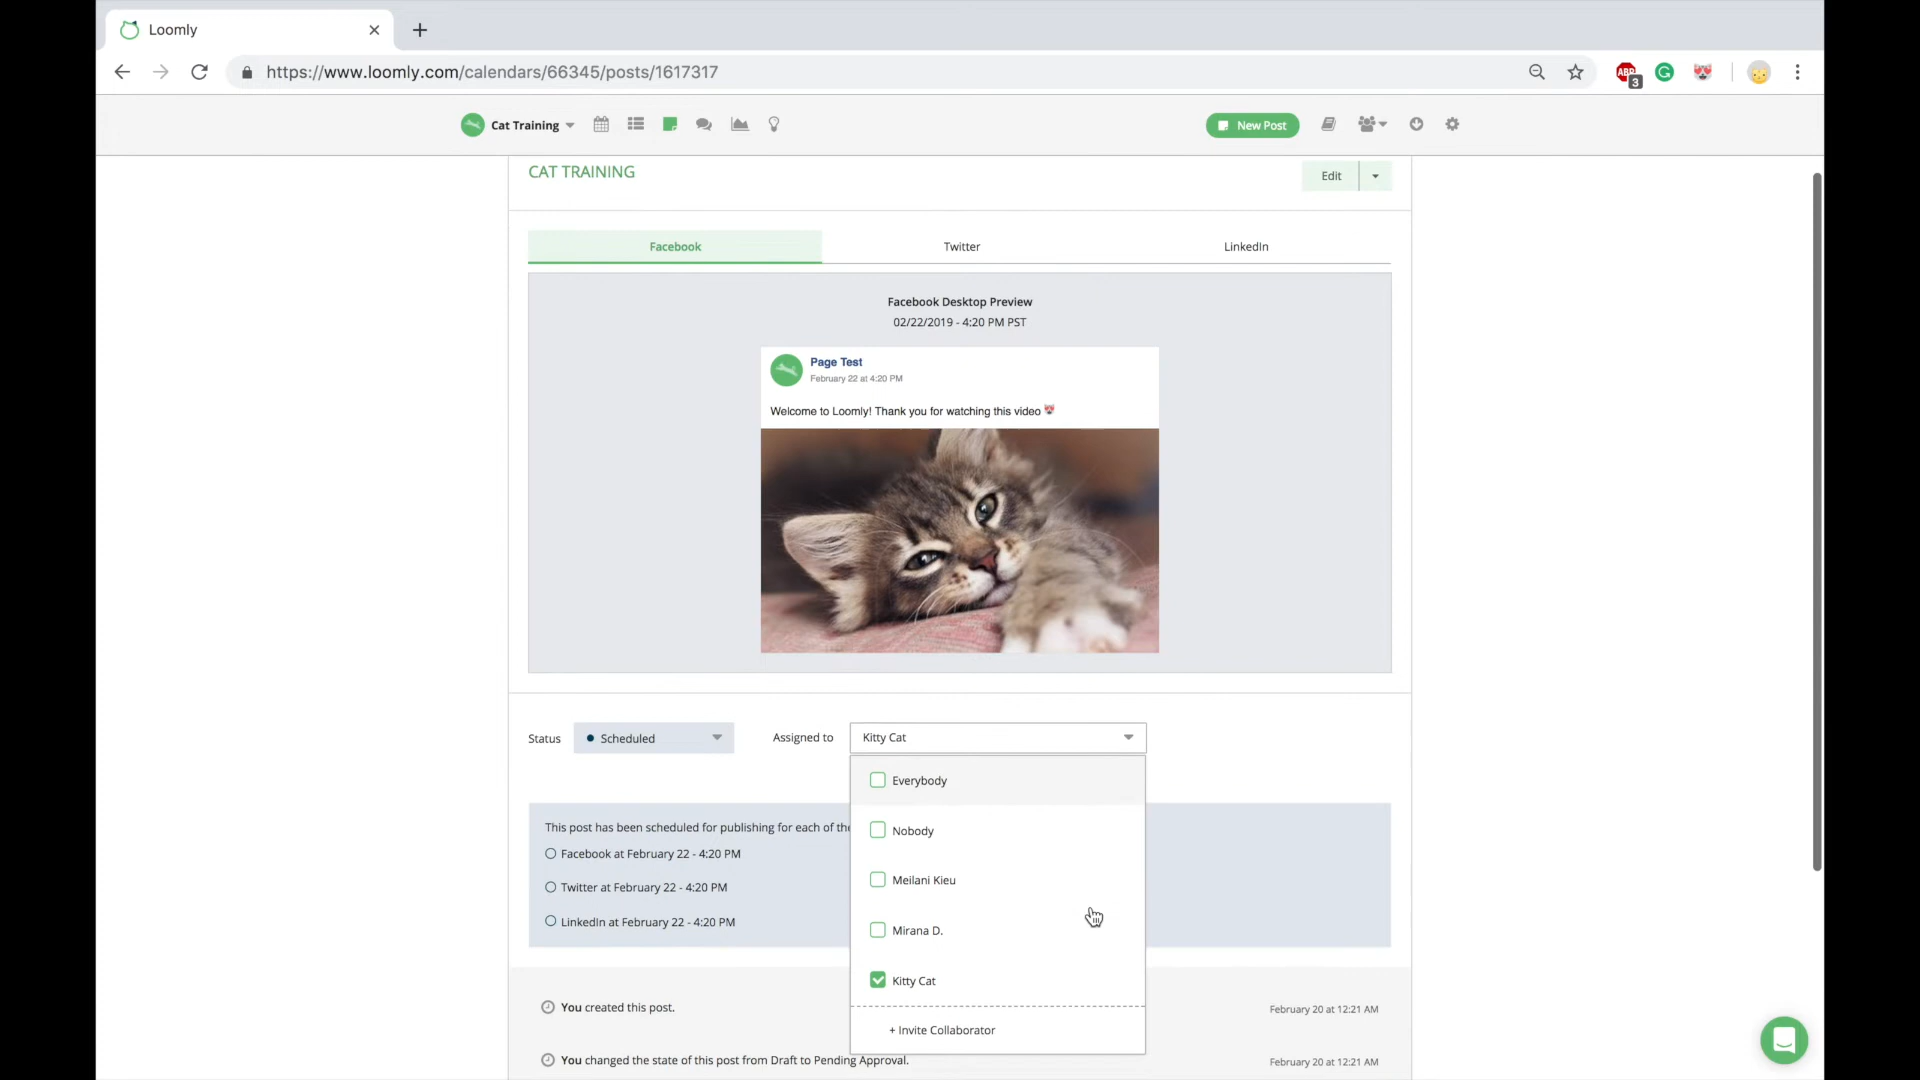 Loomly
https://www.loomly.com/calendars/66345/posts/1617317
ABP
3
Cat Training
New Post
CAT TRAINING
Edit
Facebook
Twitter
LinkedIn
Facebook Desktop Preview
02/22/2019 - 4:20 PM PST
Page Test
February 22 at 4:20 PM
Welcome to Loomly! Thank you for watching this video 😻
Status
Scheduled
Assigned to
Kitty Cat
Everybody
Nobody
Meilani Kieu
Mirana D.
Kitty Cat
+ Invite Collaborator
This post has been scheduled for publishing for each of the
Facebook at February 22 - 4:20 PM
Twitter at February 22 - 4:20 PM
LinkedIn at February 22 - 4:20 PM
You created this post.
February 20 at 12:21 AM
You changed the state of this post from Draft to Pending Approval.
February 20 at 12:21 AM